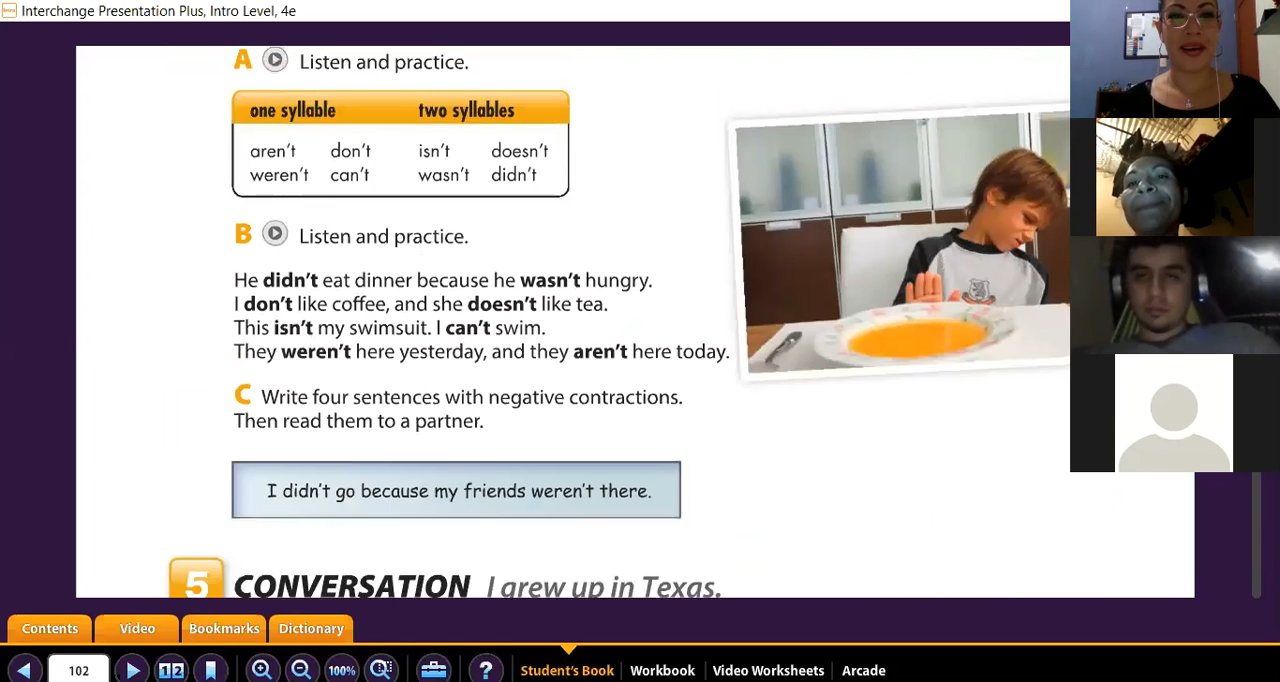 Interchange Presentation Plus, Intro Level, 4e
A Listen and practice.
one syllable two syllables
aren't don't isn't doesn't
weren't can't wasn't didn't
B Listen and practice.
He didn't eat dinner because he wasn't hungry.
I don't like coffee, and she doesn't like tea.
This isn't my swimsuit. I can't swim.
They weren't here yesterday, and they aren't here today.
C Write four sentences with negative contractions.
Then read them to a partner.
I didn't go because my friends weren't there.
5 CONVERSATION I grew up in Texas.
Contents Video Bookmarks Dictionary
102 12 100% ? Student's Book Workbook Video Worksheets Arcade